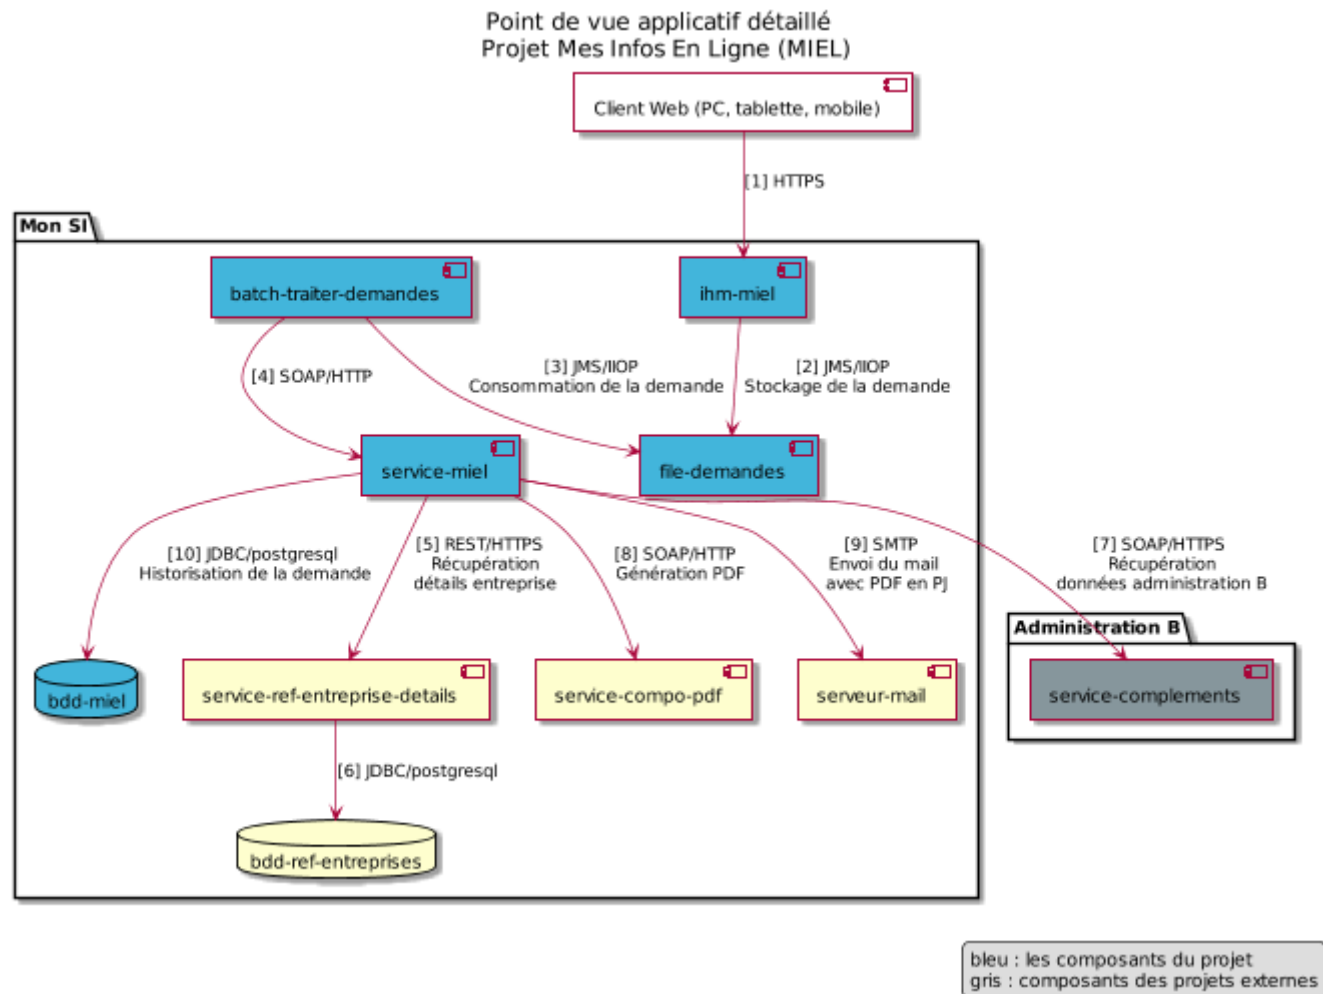 Point de vue applicatif détaillé
Projet Mes Infos En Ligne (MIEL)
Client Web (PC, tablette, mobile)
[1] HTTPS
Mon SI
batch-traiter-demandes
ihm-miel
[4] SOAP/HTTP
[3] JMS/IIOP
Consommation de la demande
[2] JMS/IIOP
Stockage de la demande
service-miel
file-demandes
[10] JDBC/postgresql
Historisation de la demande
[5] REST/HTTPS
Récupération
détails entreprise
[8] SOAP/HTTP
Génération PDF
[9] SMTP
Envoi du mail
avec PDF en PJ
[7] SOAP/HTTPS
Récupération
données administration B
Administration B
bdd-miel
service-ref-entreprise-details
service-compo-pdf
serveur-mail
service-complements
[6] JDBC/postgresql
bdd-ref-entreprises
bleu : les composants du projet
gris : composants des projets externes